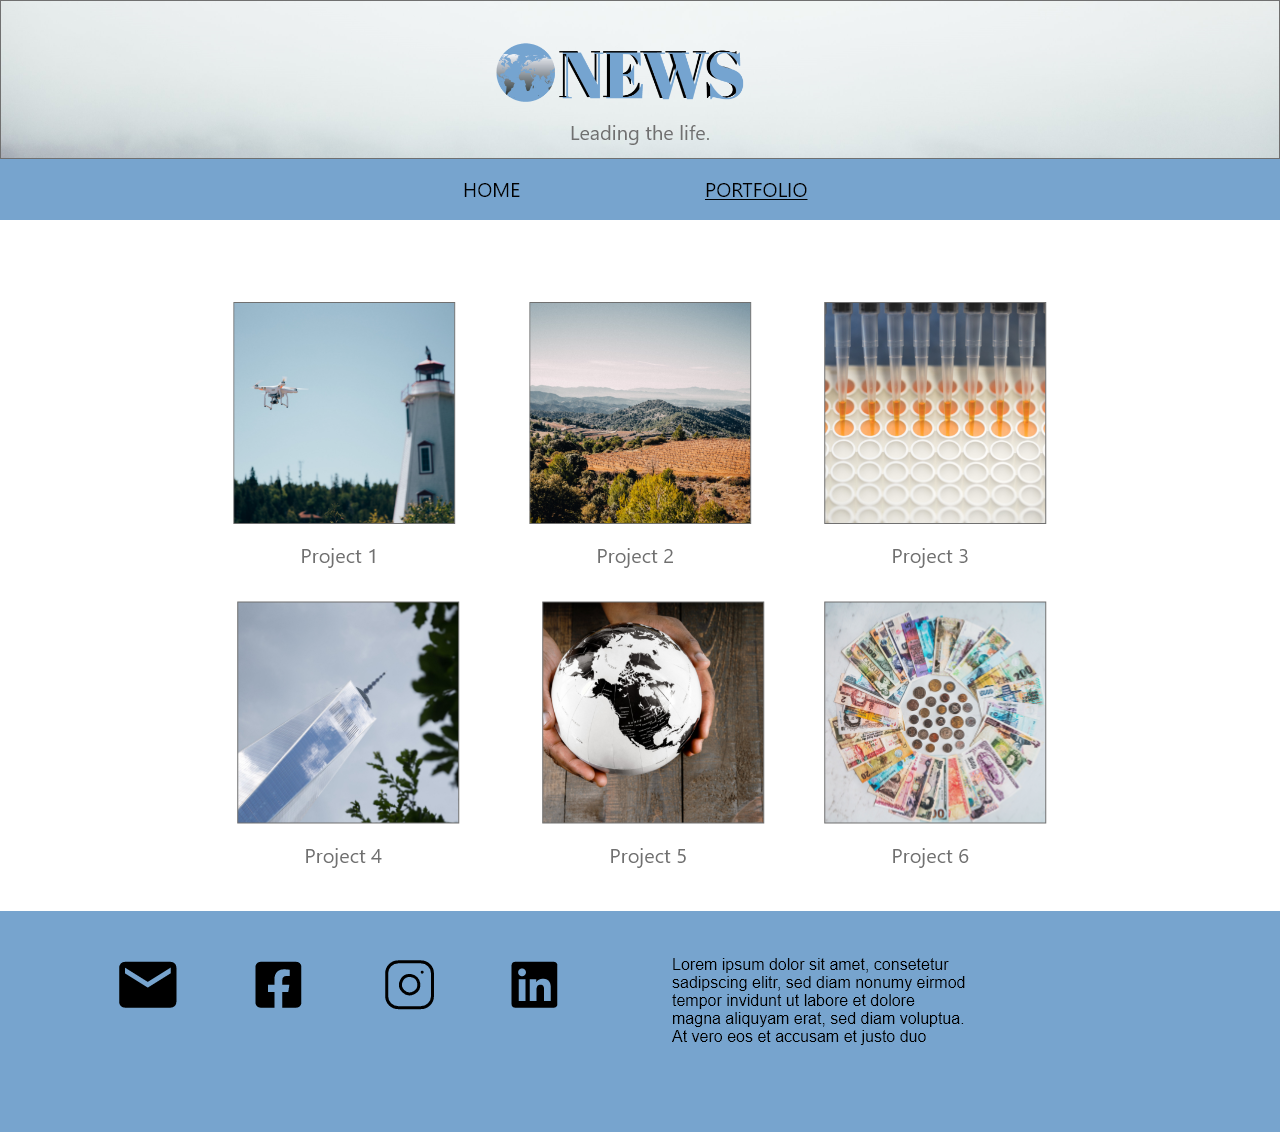 NEWS
Leading the life.
HOME
PORTFOLIO
Project 1
Project 2
Project 3
Project 4
Project 5
Project 6
Lorem ipsum dolor sit amet, consetetur
sadipscing elitr, sed diam nonumy eirmod
tempor invidunt ut labore et dolore
magna aliquyam erat, sed diam voluptua.
At vero eos et accusam et justo duo